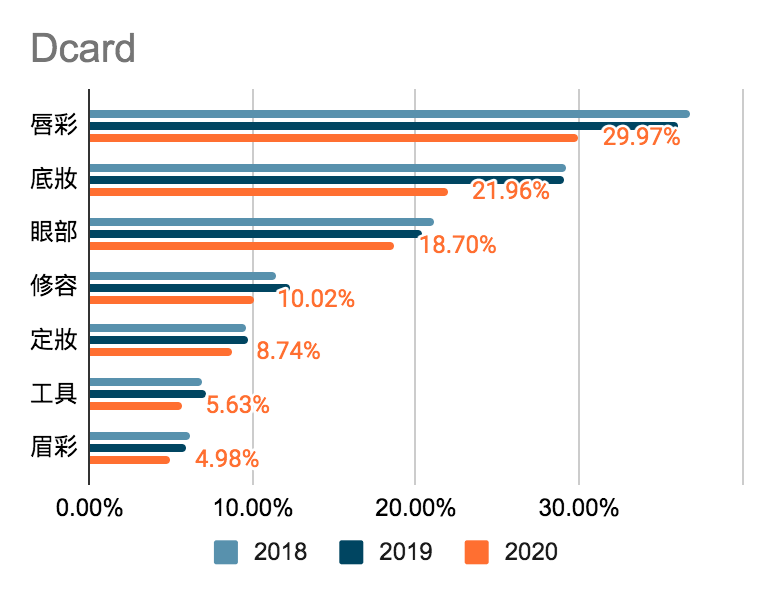 Dcard
唇彩
29.97%
底妝
21.96%
眼部
18.70%
修容
10.02%
定妝
8.74%
工具
5.63%
眉彩
4.98%
0.00% 10.00% 20.00% 30.00%
2018 2019 2020